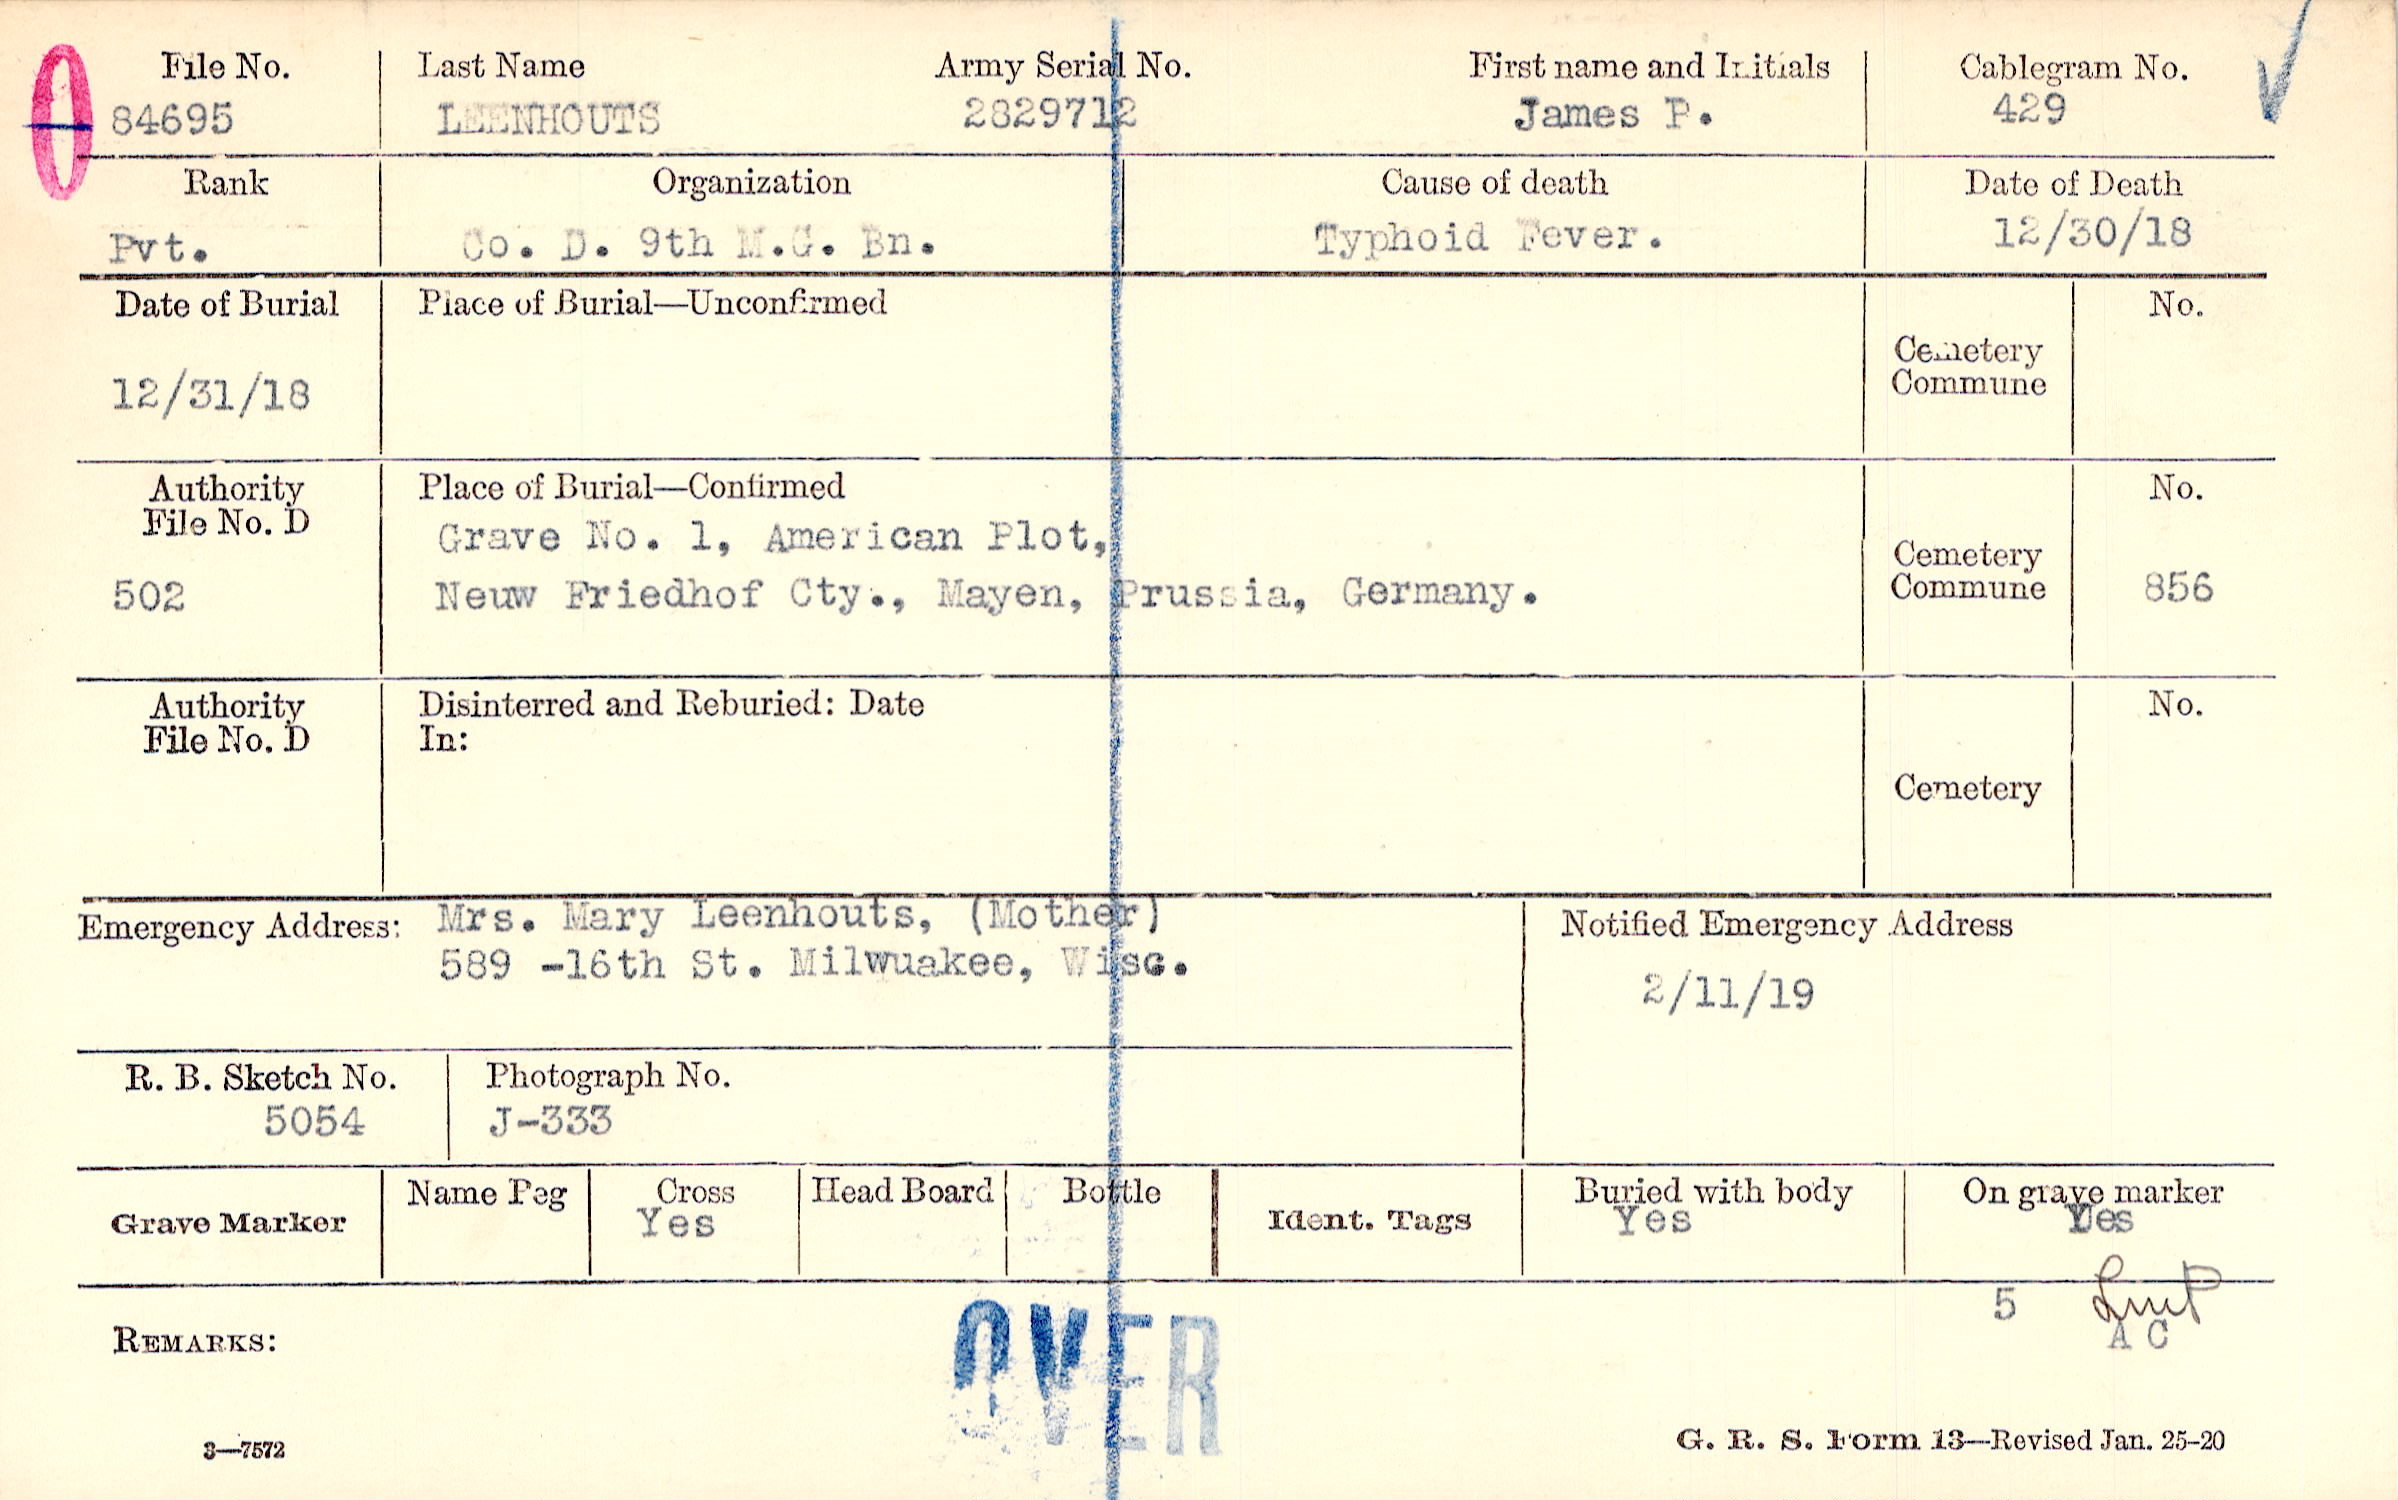 File No. Last Name Army Serial No. First name and Initials Cablegram No.
84695 LEENHOUTS 2829712 James P. 429
Rank Organization Cause of death Date of Death
Pvt. Co. D. 9th M.G. Bn. Typhoid Fever. 12/30/18
Date of Burial Place of Burial—Unconfirmed No.
Cemetery
Commune
12/31/18
Authority Place of Burial—Confirmed No.
File No. D
Grave No. 1, American Plot,
Cemetery
502 Neuw Friedhof Cty., Mayen, Prussia, Germany. Commune 856
Authority Disinterred and Reburied: Date No.
File No. D In:
Cemetery
Emergency Address: Mrs. Mary Leenhouts, (Mother) Notified Emergency Address
589 -16th St. Milwuakee, Wisc.
2/11/19
R. B. Sketch No. Photograph No.
5054 J-333
Name Peg Cross Head Board Bottle Buried with body On grave marker
Grave Marker Yes Ident. Tags Yes Yes
5
A C
REMARKS:
OVER
3—7572 G. R. S. Form 13—Revised Jan. 25-20